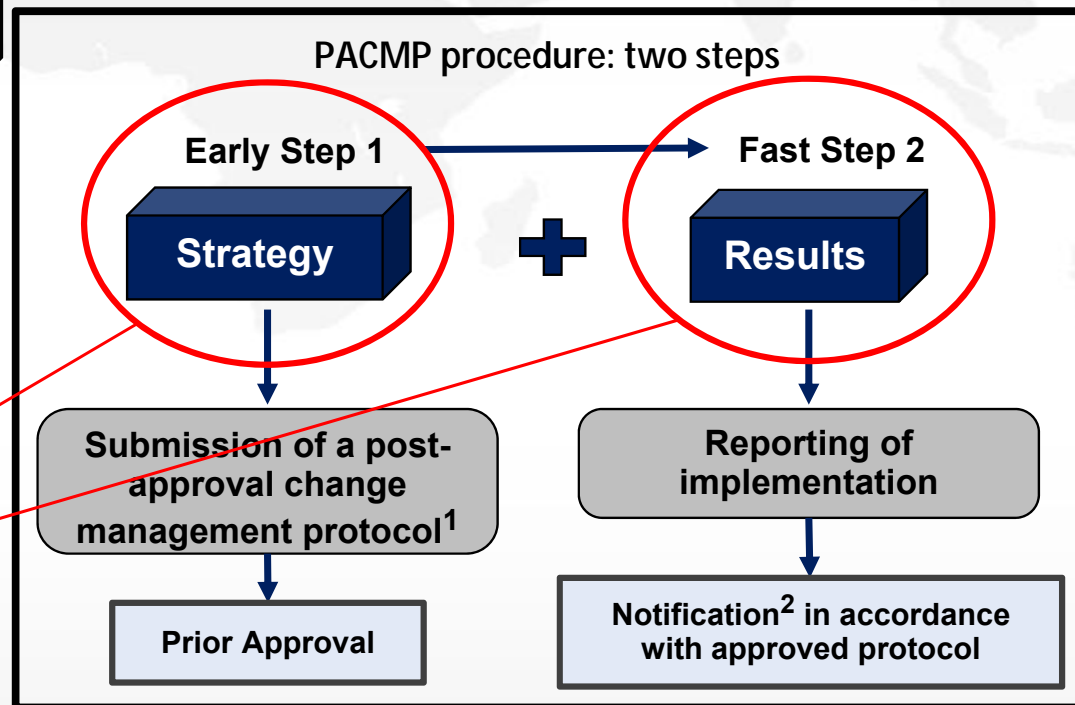 PACMP procedure: two steps
Early Step 1
Fast Step 2
Strategy
Results
Submission of a post-
approval change
management protocol1
Reporting of
implementation
Prior Approval
Notification2 in accordance
with approved protocol